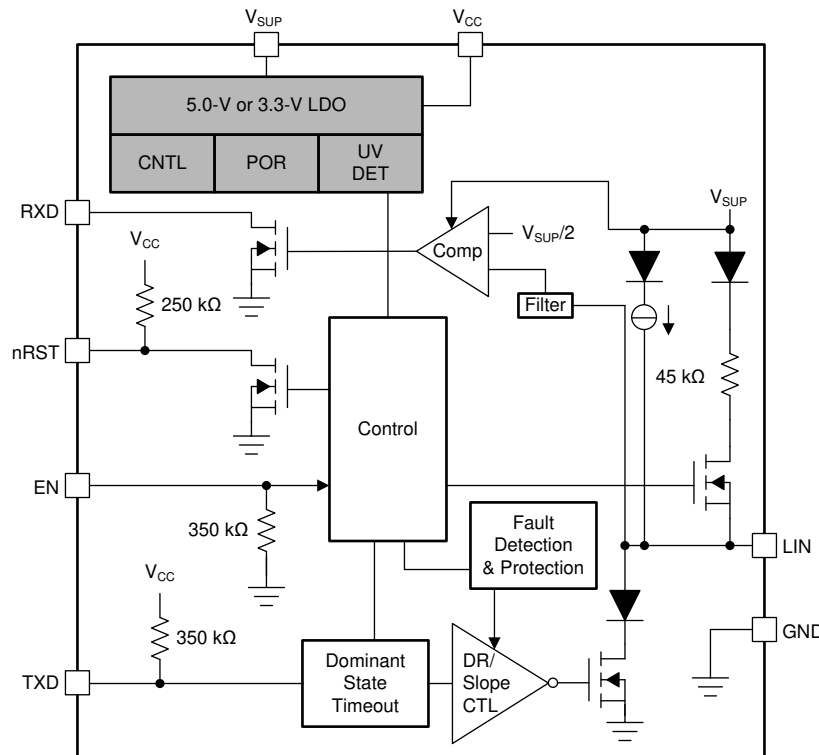 VSUP
VCC
5.0-V or 3.3-V LDO
CNTL
POR
UV
DET
RXD
VCC
250 kΩ
Comp
VSUP/2
Filter
VSUP
nRST
45 kΩ
Control
EN
350 kΩ
Fault
Detection
& Protection
LIN
VCC
350 kΩ
GND
TXD
Dominant
State
Timeout
DR/
Slope
CTL